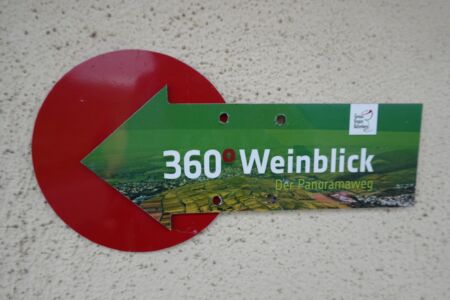 360° Weinblick
Der Panoramaweg